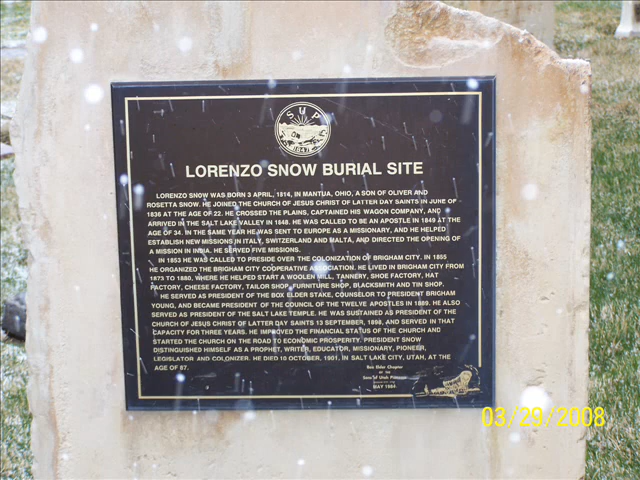 SUP
1847
LORENZO SNOW BURIAL SITE
LORENZO SNOW WAS BORN 3 APRIL, 1814, IN MANTUA, OHIO, A SON OF OLIVER AND
ROSETTA SNOW. HE JOINED THE CHURCH OF JESUS CHRIST OF LATTER DAY SAINTS IN JUNE OF
1836 AT THE AGE OF 22. HE CROSSED THE PLAINS, CAPTAINED HIS WAGON COMPANY, AND
ARRIVED IN THE SALT LAKE VALLEY IN 1848. HE WAS CALLED TO BE AN APOSTLE IN 1849 AT THE
AGE OF 34. IN THE SAME YEAR HE WAS SENT TO EUROPE AS A MISSIONARY, AND HE HELPED
ESTABLISH NEW MISSIONS IN ITALY, SWITZERLAND AND MALTA, AND DIRECTED THE OPENING OF
A MISSION IN INDIA. HE SERVED FIVE MISSIONS.
IN 1853 HE WAS CALLED TO PRESIDE OVER THE COLONIZATION OF BRIGHAM CITY. IN 1855
HE ORGANIZED THE BRIGHAM CITY COOPERATIVE ASSOCIATION. HE LIVED IN BRIGHAM CITY FROM
1873 TO 1880, WHERE HE HELPED START A WOOLEN MILL, TANNERY, SHOE FACTORY, HAT
FACTORY, CHEESE FACTORY, TAILOR SHOP, FURNITURE SHOP, BLACKSMITH AND TIN SHOP.
HE SERVED AS PRESIDENT OF THE BOX ELDER STAKE, COUNSELOR TO PRESIDENT BRIGHAM
YOUNG, AND BECAME PRESIDENT OF THE COUNCIL OF THE TWELVE APOSTLES IN 1889. HE ALSO
SERVED AS PRESIDENT OF THE SALT LAKE TEMPLE. HE WAS SUSTAINED AS PRESIDENT OF THE
CHURCH OF JESUS CHRIST OF LATTER DAY SAINTS 13 SEPTEMBER, 1898, AND SERVED IN THAT
CAPACITY FOR THREE YEARS. HE IMPROVED THE FINANCIAL STATUS OF THE CHURCH AND
STARTED THE CHURCH ON THE ROAD TO ECONOMIC PROSPERITY. PRESIDENT SNOW
DISTINGUISHED HIMSELF AS A PROPHET, WRITER, EDUCATOR, MISSIONARY, PIONEER,
LEGISLATOR AND COLONIZER. HE DIED 10 OCTOBER, 1901, IN SALT LAKE CITY, UTAH, AT THE
AGE OF 87.
Box Elder Chapter
OF THE
Sons of Utah Pioneers
MAY 1994
03/29/2008